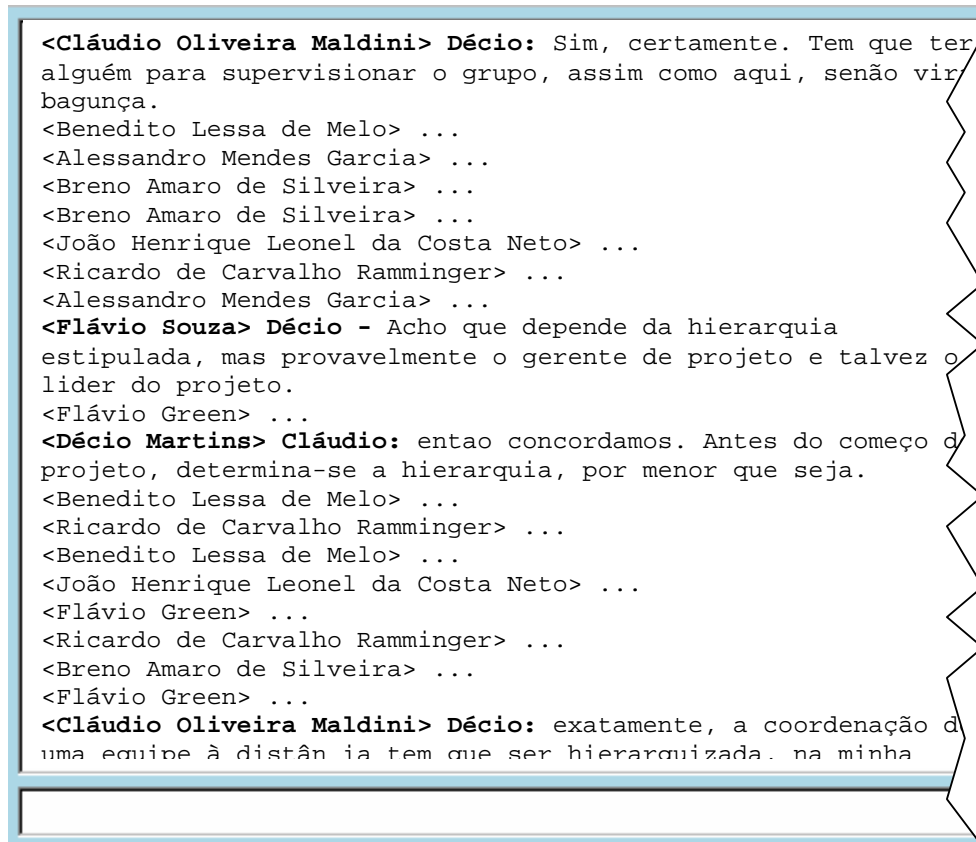 <Cláudio Oliveira Maldini> Décio: Sim, certamente. Tem que ter
alguém para supervisionar o grupo, assim como aqui, senão
bagunça.
<Benedito Lessa de Melo> ...
<Alessandro Mendes Garcia> ...
<Breno Amaro de Silveira> ...
<Breno Amaro de Silveira> ...
<João Henrique Leonel da Costa Neto> ...
<Ricardo de Carvalho Ramminger> ...
<Alessandro Mendes Garcia> ...
<Flávio Souza> Décio - Acho que depende da hierarquia
estipulada, mas provavelmente o gerente de projeto e talvez o
lider do projeto.
<Flávio Green> ...
<Décio Martins> Cláudio: entao concordamos. Antes do começo
projeto, determina-se a hierarquia, por menor que seja.
<Benedito Lessa de Melo> ...
<Ricardo de Carvalho Ramminger> ...
<Benedito Lessa de Melo> ...
<João Henrique Leonel da Costa Neto> ...
<Flávio Green> ...
<Ricardo de Carvalho Ramminger> ...
<Breno Amaro de Silveira> ...
<Flávio Green> ...
<Cláudio Oliveira Maldini> Décio: exatamente, a coordenação
uma equipe à distân ia tem que ser hierarquizada, na minha